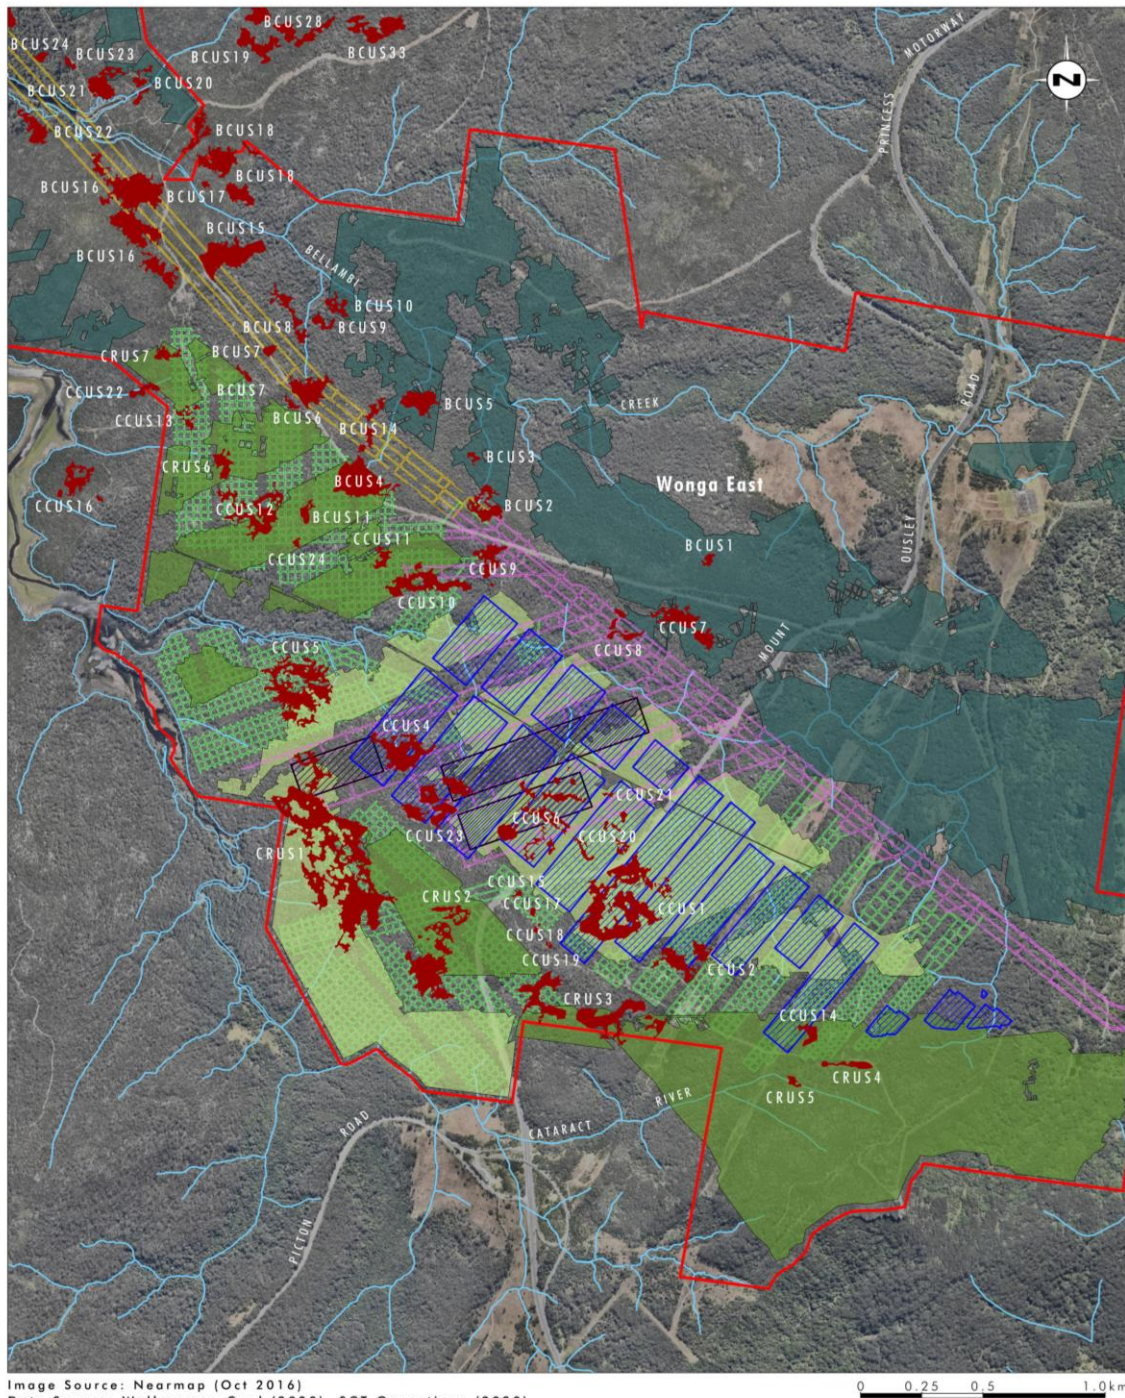 BCUS28
BCUS24
BCUS23
BCUS19
BCUS33
BCUS20
BCUS21
BCUS22
BCUS18
BCUS18
BCUS16
BCUS17
BCUS15
BCUS16
MOTORWAY
PRINCESS
N
BELLAMBI
BCUS10
BCUS8
BCUS9
CRUS7
BCUS7
CCUS22
BCUS7
CCUS13
BCUS6
BCUS5
CREEK
ROAD
BCUS14
BCUS3
CRUS6
BCUS4
Wonga East
CCUS16
CCUS12
BCUS11
BCUS2
CCUS11
BCUS1
OUSLEY
CCUS24
CCUS9
CCUS10
CCUS7
CCUS8
MOUNT
CCUS5
CCUS4
CCUS21
CCUS6
CCUS23
CCUS20
CRUS1
CCUS15
CRUS2
CCUS17
CCUS1
CCUS18
CCUS19
CCUS2
CRUS3
CCUS14
CRUS4
CRUS5
RIVER
CATARACT
ROAD
PICTON
Image Source: Nearmap (Oct 2016)
0 0.25 0.5 1.0km